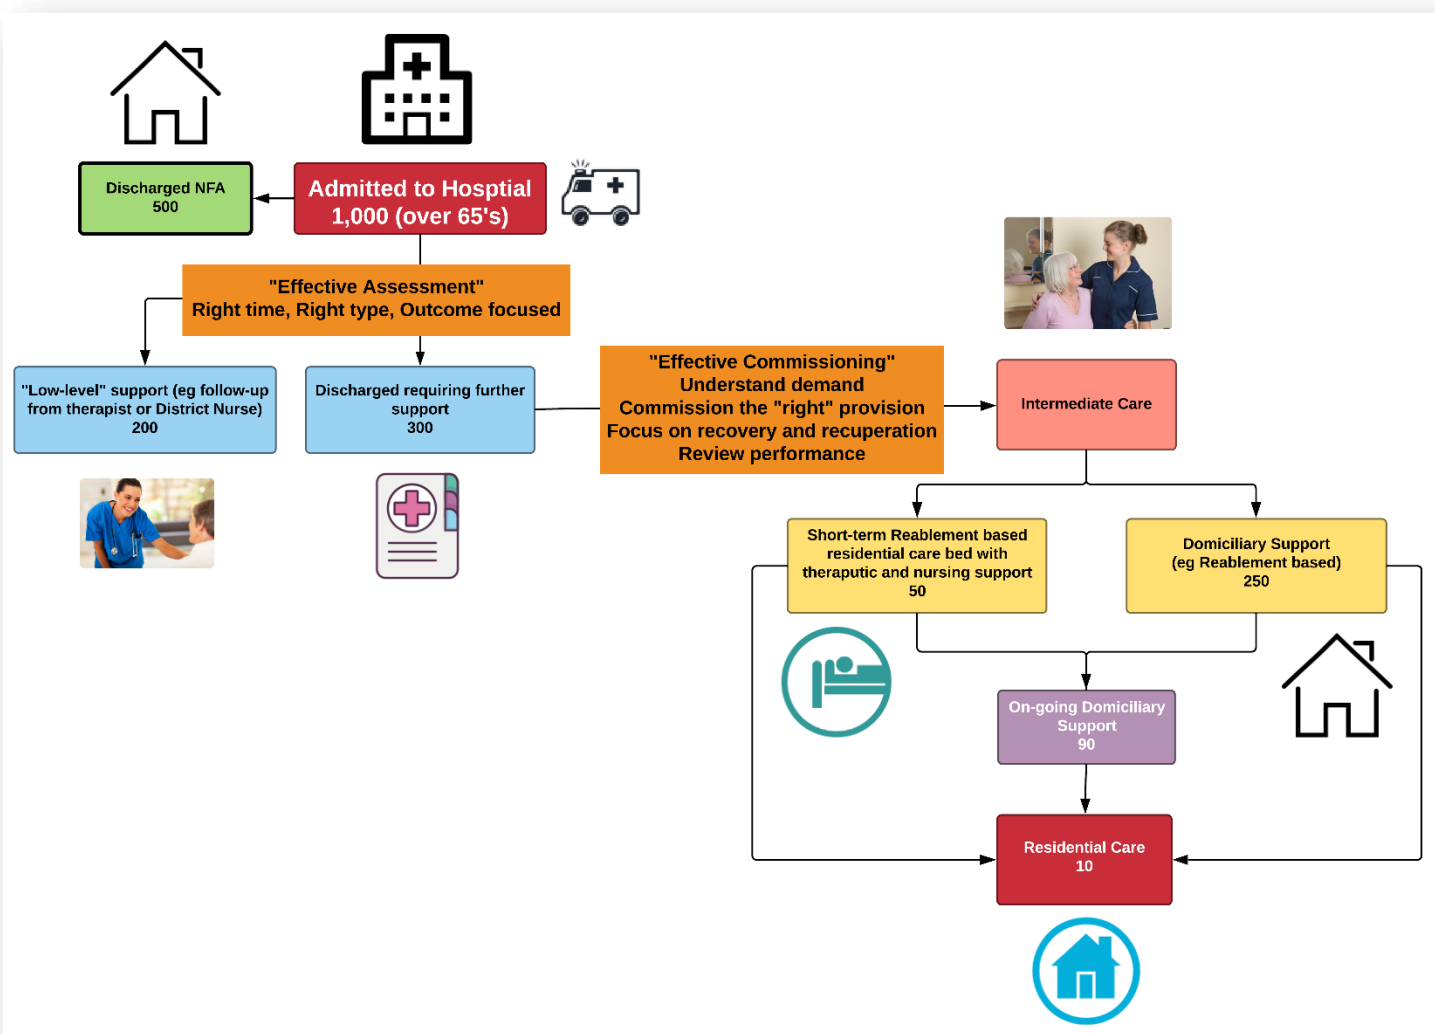 Discharged NFA
500
Admitted to Hosptial
1,000 (over 65's)
"Effective Assessment"
Right time, Right type, Outcome focused
"Low-level" support (eg follow-up
from therapist or District Nurse)
200
Discharged requiring further
support
300
"Effective Commissioning"
Understand demand
Commission the "right" provision
Focus on recovery and recuperation
Review performance
Intermediate Care
Short-term Reablement based
residential care bed with
theraputic and nursing support
50
Domiciliary Support
(eg Reablement based)
250
On-going Domiciliary
Support
90
Residential Care
10